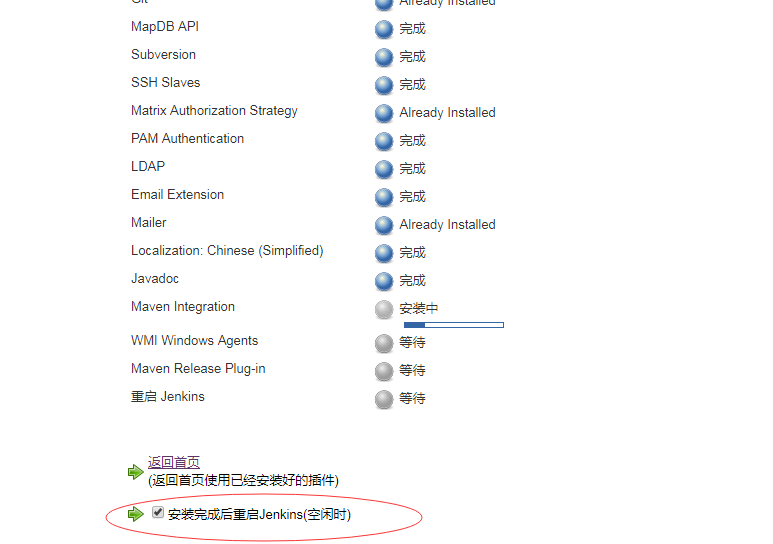 Git Already Installed
MapDB API 完成
Subversion 完成
SSH Slaves 完成
Matrix Authorization Strategy Already Installed
PAM Authentication 完成
LDAP 完成
Email Extension 完成
Mailer Already Installed
Localization: Chinese (Simplified) 完成
Javadoc 完成
Maven Integration 安装中
WMI Windows Agents 等待
Maven Release Plug-in 等待
重启 Jenkins 等待
返回首页
(返回首页使用已经安装好的插件)
安装完成后重启Jenkins(空闲时)